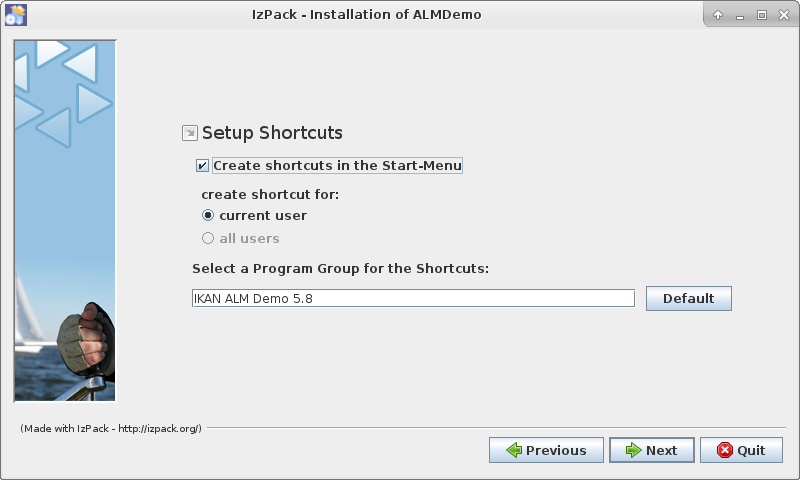 IzPack - Installation of ALMDemo
Setup Shortcuts
Create shortcuts in the Start-Menu
create shortcut for:
current user
all users
Select a Program Group for the Shortcuts:
IKAN ALM Demo 5.8
Default
(Made with IzPack - http://izpack.org/)
Previous
Next
Quit